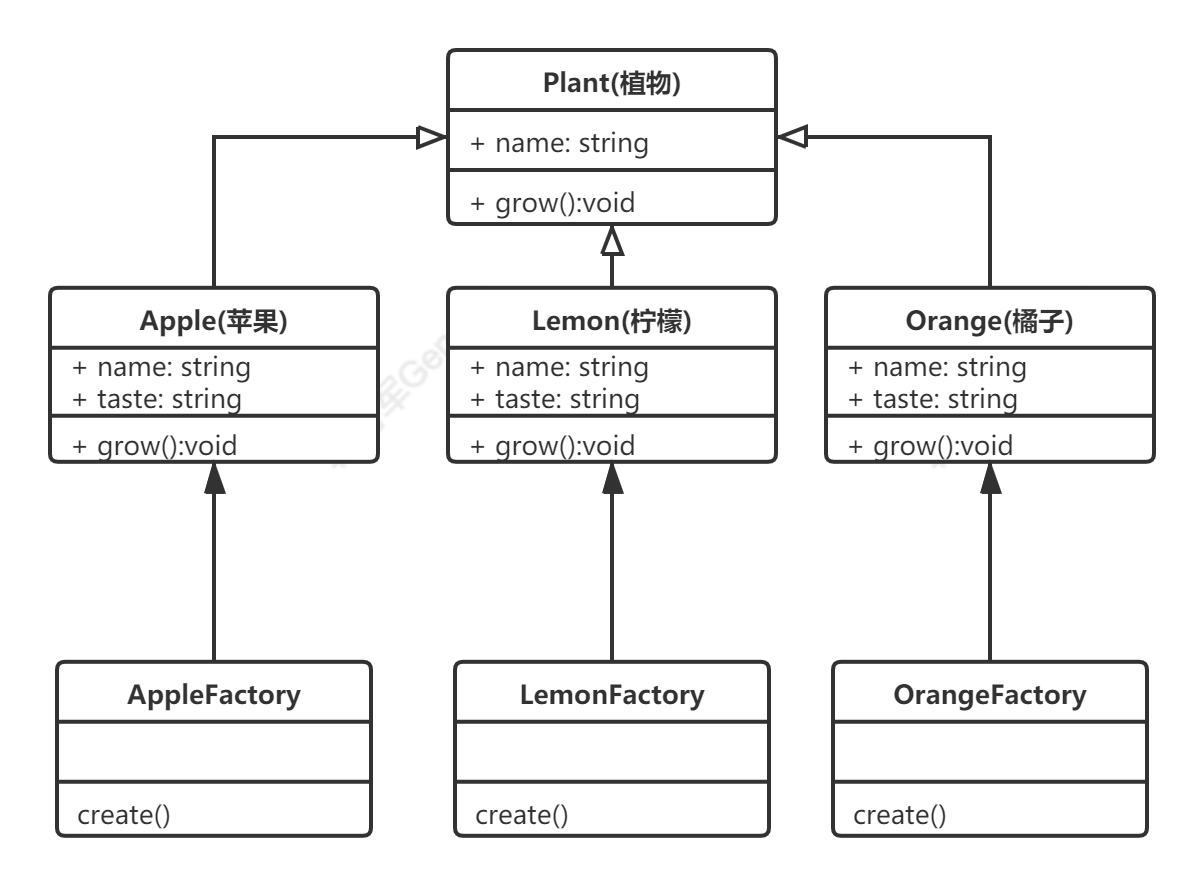 Plant(植物)
+ name: string
+ grow():void
Apple(苹果)
+ name: string
+ taste: string
+ grow():void
Lemon(柠檬)
+ name: string
+ taste: string
+ grow():void
Orange(橘子)
+ name: string
+ taste: string
+ grow():void
AppleFactory
create()
LemonFactory
create()
OrangeFactory
create()